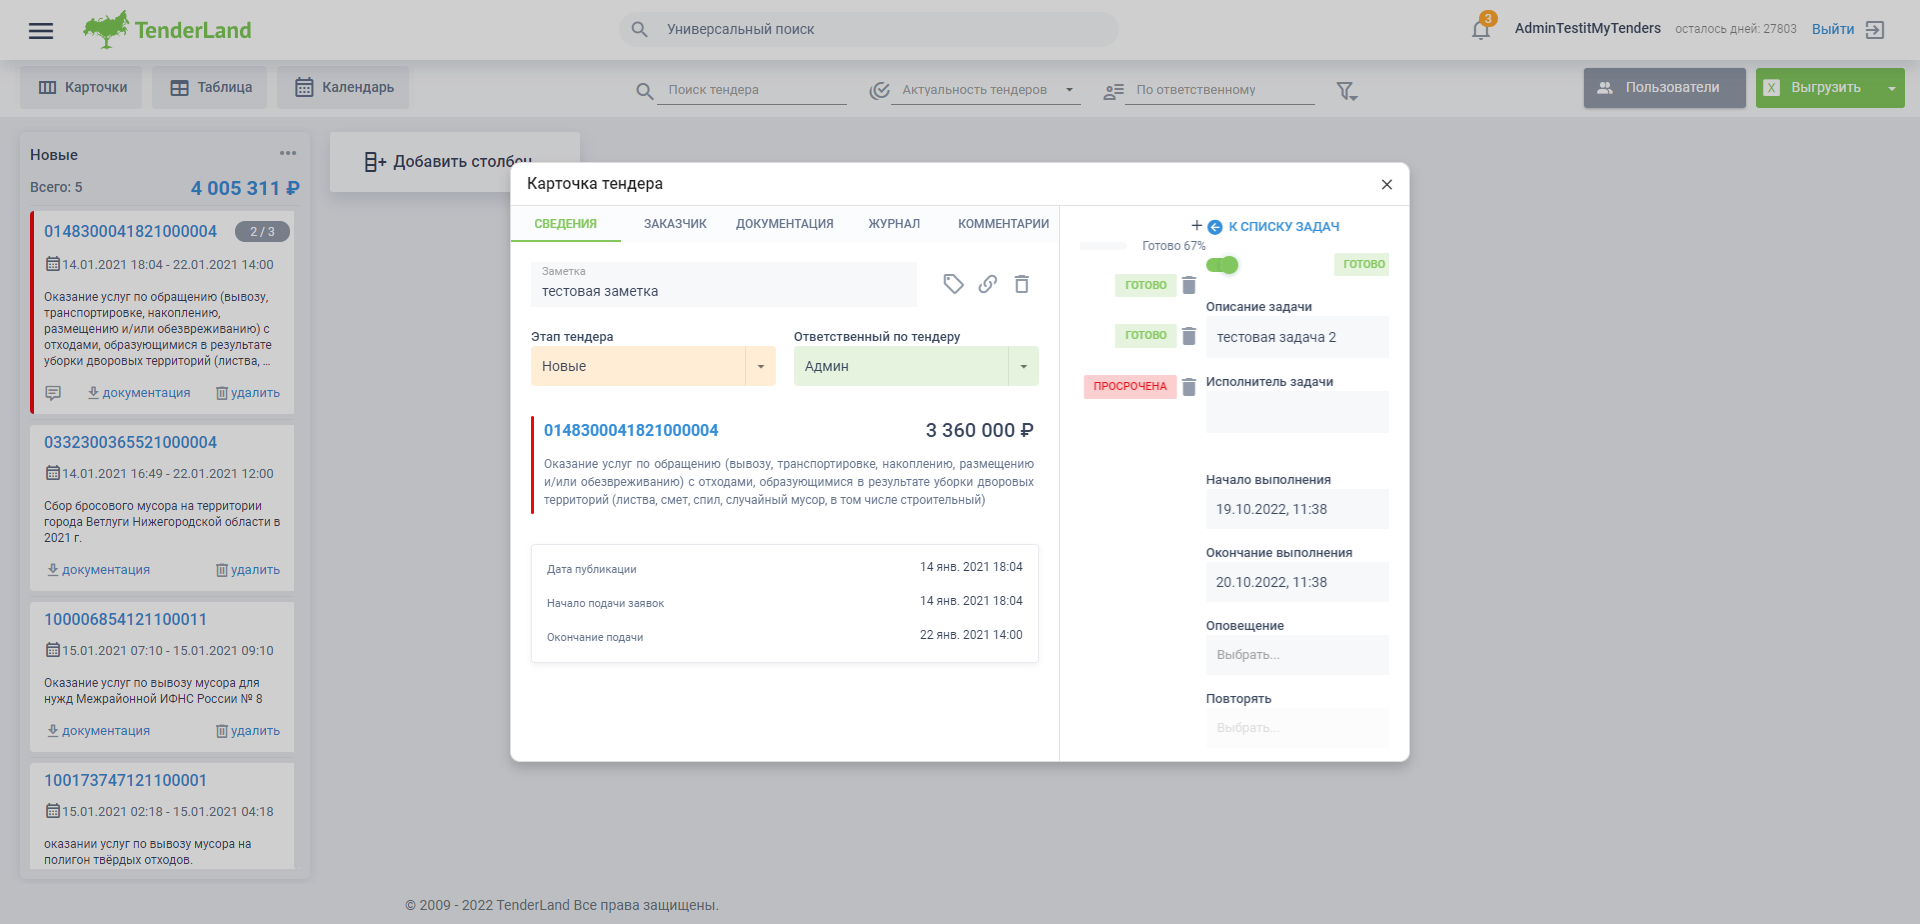 TenderLand
Универсальный поиск
3
AdminTestitMyTenders
осталось дней: 27803
Выйти
Карточки
Таблица
Календарь
Поиск тендера
Актуальность тендеров
По ответственному
Пользователи
X
Выгрузить
Новые
Всего: 5
4 005 311 ₽
0148300041821000004
2 / 3
14.01.2021 18:04 - 22.01.2021 14:00
Оказание услуг по обращению (вывозу,
транспортировке, накоплению,
размещению и/или обезвреживанию) с
отходами, образующимися в результате
уборки дворовых территорий (листва, ...
документация
удалить
0332300365521000004
14.01.2021 16:49 - 22.01.2021 12:00
Сбор бросового мусора на территории
города Ветлуги Нижегородской области в
2021 г.
документация
удалить
100006854121100011
15.01.2021 07:10 - 15.01.2021 09:10
Оказание услуг по вывозу мусора для
нужд Межрайонной ИФНС России № 8
документация
удалить
100173747121100001
15.01.2021 02:18 - 15.01.2021 04:18
оказании услуг по вывозу мусора на
полигон твёрдых отходов.
Добавить столбец
Карточка тендера
СВЕДЕНИЯ
ЗАКАЗЧИК
ДОКУМЕНТАЦИЯ
ЖУРНАЛ
КОММЕНТАРИИ
Заметка
тестовая заметка
Этап тендера
Новые
Ответственный по тендеру
Админ
0148300041821000004
3 360 000 ₽
Оказание услуг по обращению (вывозу, транспортировке, накоплению, размещению
и/или обезвреживанию) с отходами, образующимися в результате уборки дворовых
территорий (листва, смет, спил, случайный мусор, в том числе строительный)
Дата публикации
14 янв. 2021 18:04
Начало подачи заявок
14 янв. 2021 18:04
Окончание подачи
22 янв. 2021 14:00
+
К СПИСКУ ЗАДАЧ
Готово 67%
ГОТОВО
ГОТОВО
ПРОСРОЧЕНА
ГОТОВО
Описание задачи
тестовая задача 2
Исполнитель задачи
Начало выполнения
19.10.2022, 11:38
Окончание выполнения
20.10.2022, 11:38
Оповещение
Выбрать...
Повторять
Выбрать...
© 2009 - 2022 TenderLand Все права защищены.